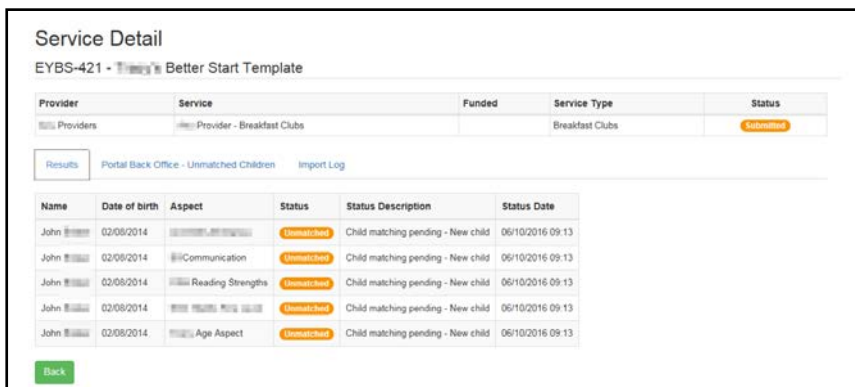 Service Detail
EYBS-421 - Better Start Template
Provider Service Funded Service Type Status
Providers Provider - Breakfast Clubs Breakfast Clubs Submitted
Results Portal Back Office - Unmatched Children Import Log
Name Date of birth Aspect Status Status Description Status Date
John 02/08/2014 Unmatched Child matching pending - New child 06/10/2016 09:13
John 02/08/2014 Communication Unmatched Child matching pending - New child 06/10/2016 09:13
John 02/08/2014 Reading Strengths Unmatched Child matching pending - New child 06/10/2016 09:13
John 02/08/2014 Unmatched Child matching pending - New child 06/10/2016 09:13
John 02/08/2014 Age Aspect Unmatched Child matching pending - New child 06/10/2016 09:13
Back